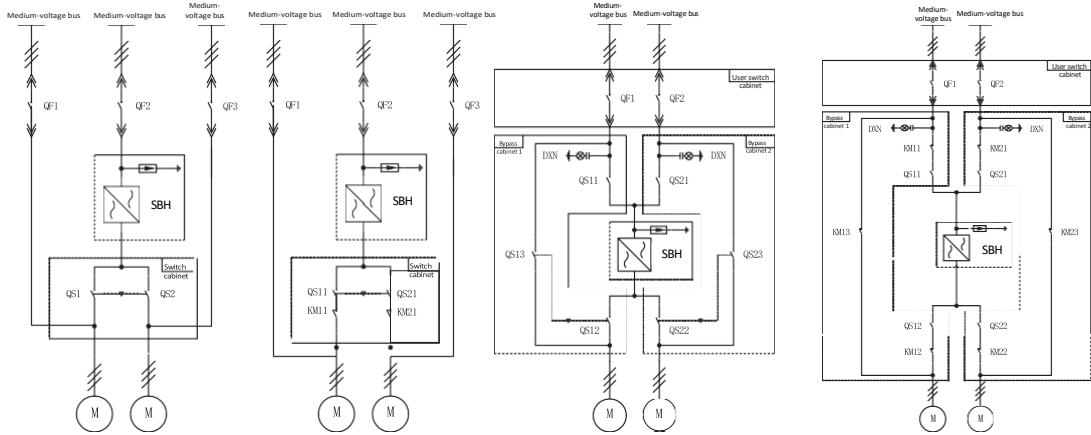 Medium-voltage bus
Medium-voltage bus
Medium-
voltage bus
QF1
QF2
QF3
SBH
Switch
cabinet
QS1
QS2
M
M
Medium-voltage bus
Medium-voltage bus
Medium-voltage bus
QF1
QF2
QF3
SBH
Switch
cabinet
QS11
QS21
KM11
KM21
M
M
Medium-
voltage bus
Medium-
voltage bus
User switch
cabinet
QF1
QF2
Bypass
cabinet 1
Bypass
cabinet 2
DXN
DXN
QS11
QS21
QS13
SBH
QS23
QS12
QS22
M
M
Medium-
voltage bus
Medium-voltage bus
User switch
cabinet
QF1
QF2
Bypass
cabinet 1
Bypass
cabinet 2
DXN
DXN
KM11
KM21
QS11
QS21
KM13
SBH
KM23
QS12
QS22
KM12
KM22
M
M